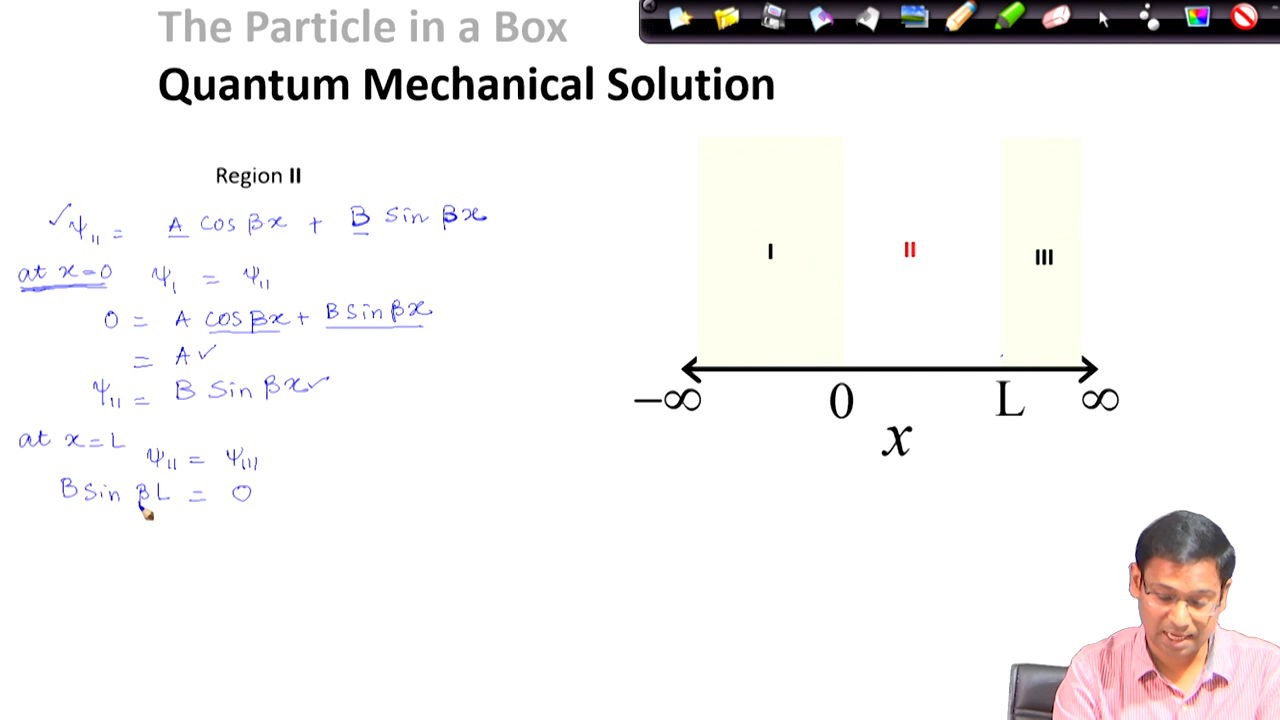 The Particle in a Box
Quantum Mechanical Solution
Region II
✓ψ_II = A cos βx + B sin βx
at x=0 ψ_I = ψ_II
0 = A cos βx + B sin βx
= A ✓
ψ_II = B sin βx ✓
at x=L
ψ_II = ψ_III
B sin βL = 0
I II III
−∞ 0 L ∞
x